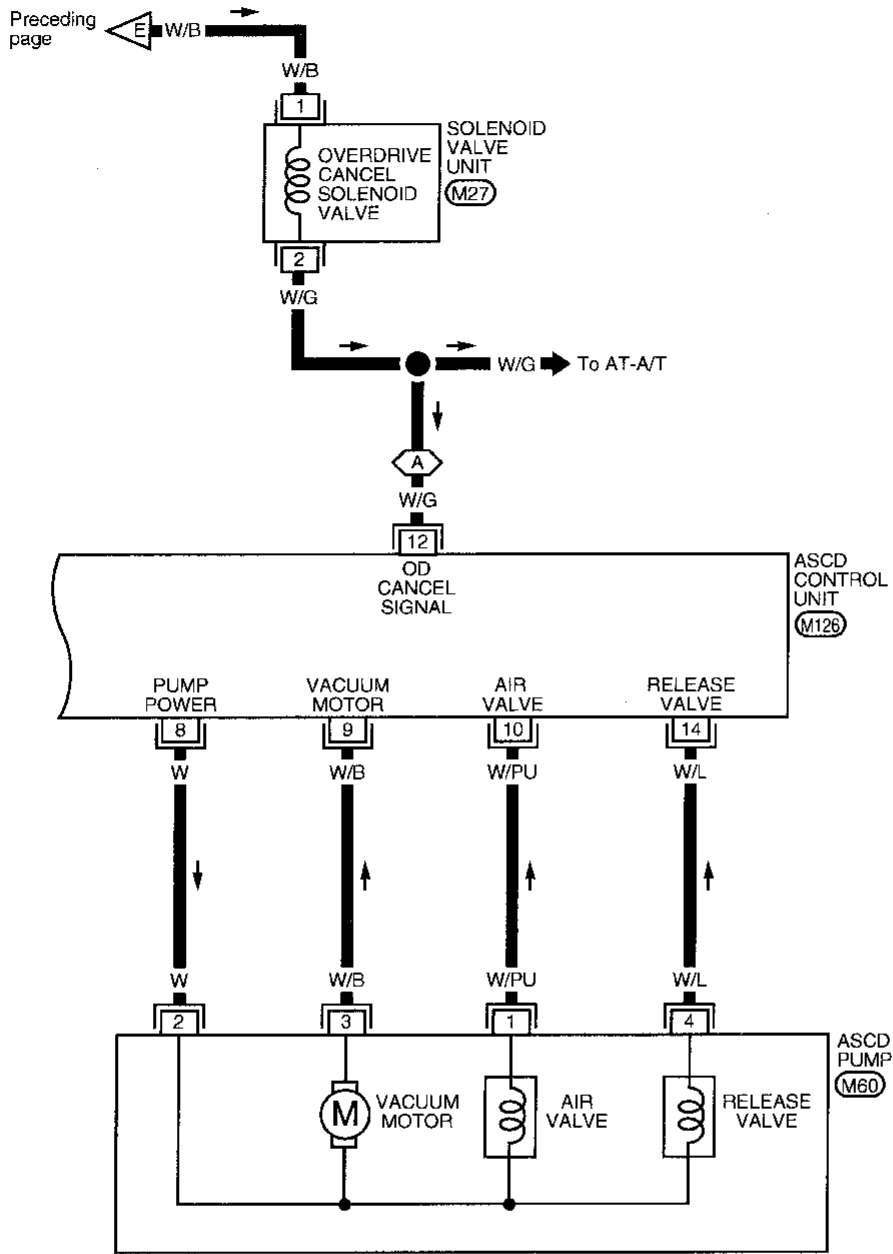 Preceding
page
E
W/B
W/B
1
SOLENOID
VALVE
UNIT
M27
OVERDRIVE
CANCEL
SOLENOID
VALVE
2
W/G
W/G
To AT-A/T
A
W/G
12
OD
CANCEL
SIGNAL
ASCD
CONTROL
UNIT
M126
PUMP
POWER
VACUUM
MOTOR
AIR
VALVE
RELEASE
VALVE
8
9
10
14
W
W/B
W/PU
W/L
W
W/B
W/PU
W/L
2
3
1
4
ASCD
PUMP
M60
M
VACUUM
MOTOR
AIR
VALVE
RELEASE
VALVE